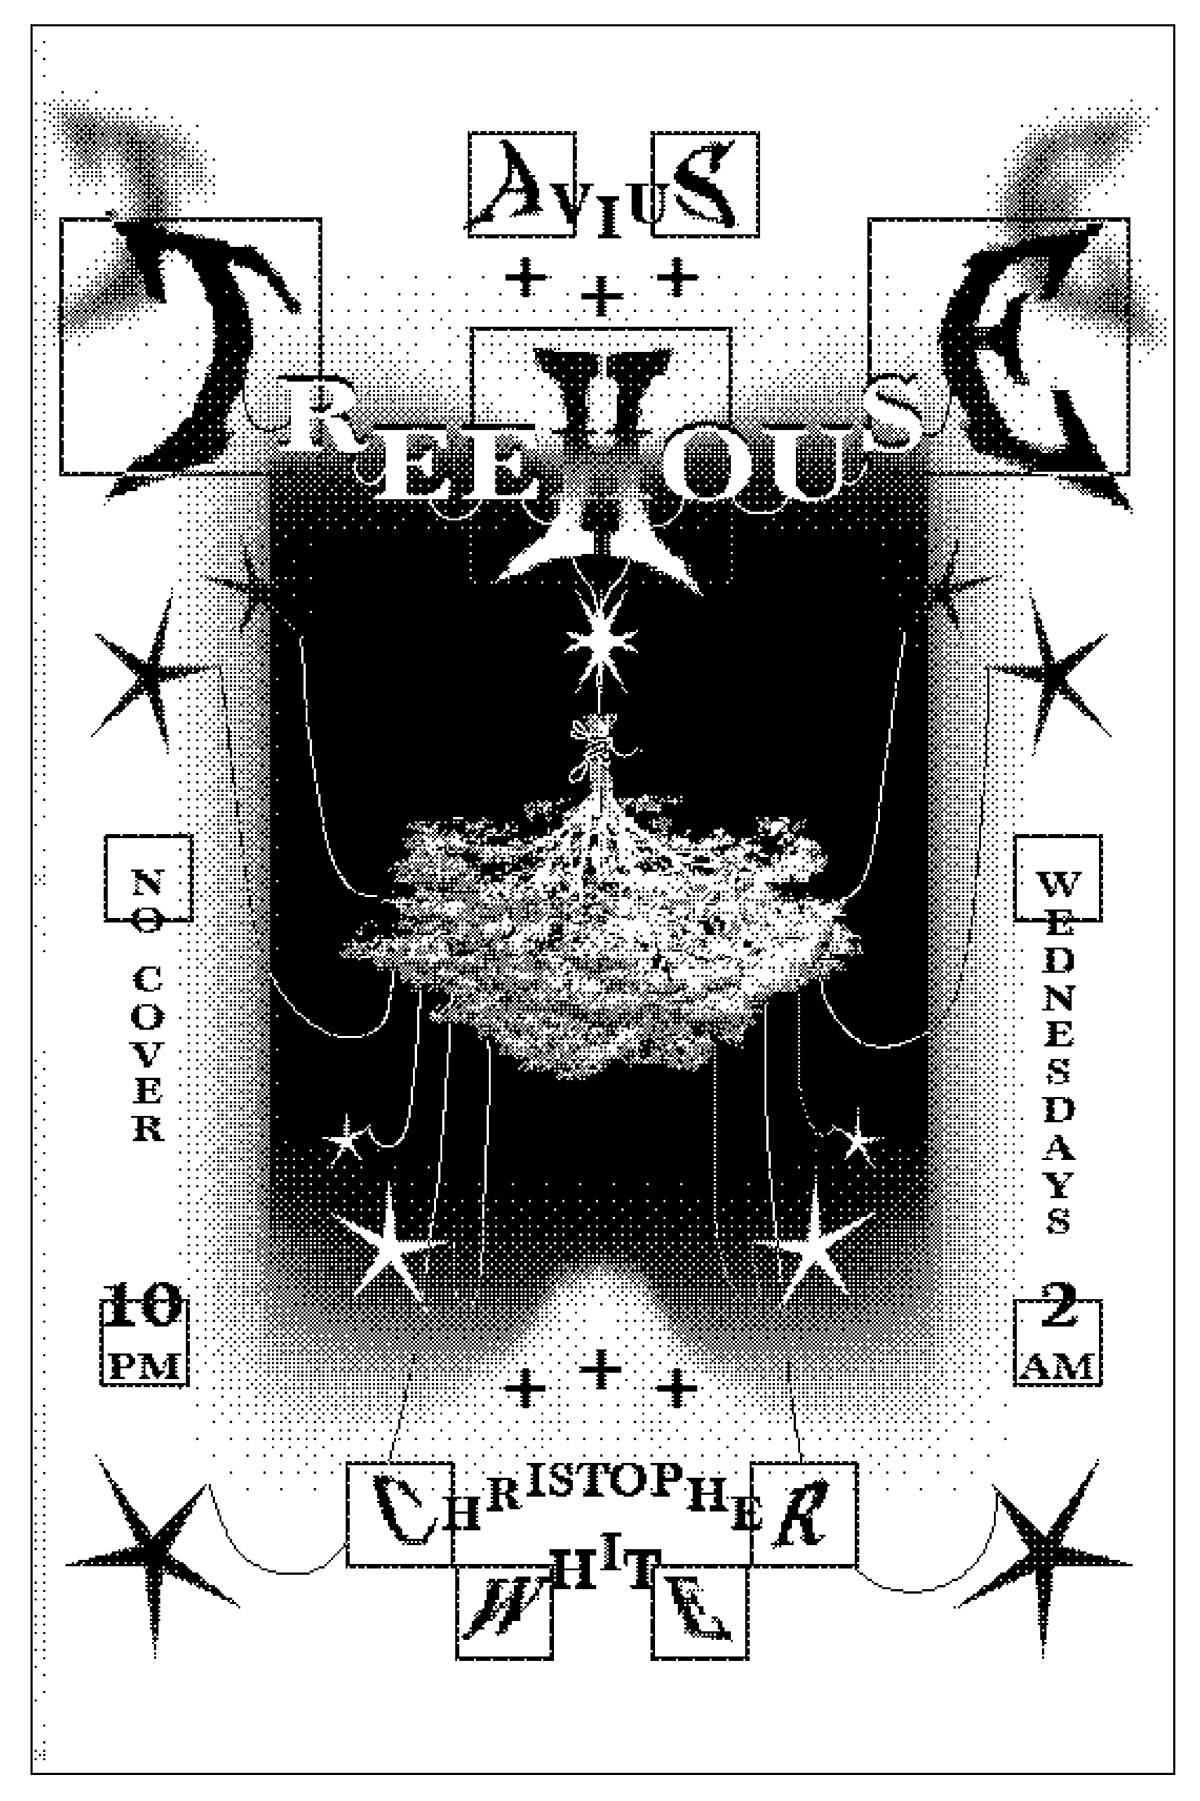 AVIUS
+ + +
TREEHOUSE
NO COVER
WEDNESDAYS
10 PM
2 AM
+ + +
CHRISTOPHER
WHITE